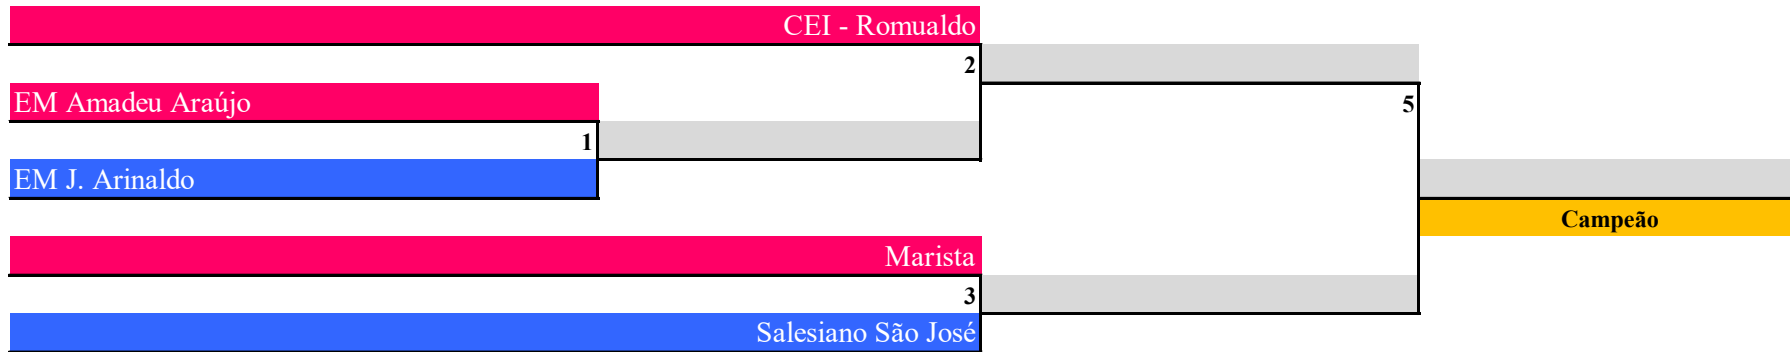 CEI - Romualdo
2
EM Amadeu Araújo
5
1
EM J. Arinaldo
Campeão
Marista
3
Salesiano São José